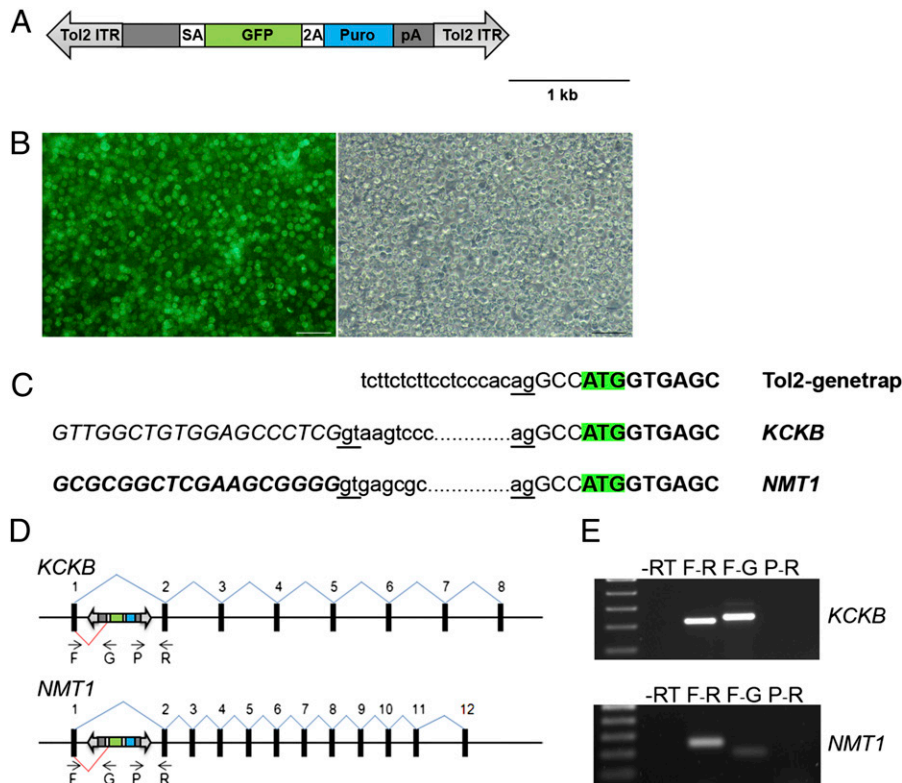 A
Tol2 ITR SA GFP 2A Puro pA Tol2 ITR
1 kb
B
C
tcttctcttcctcccacagGCCATGGTGAGC Tol2-genetrap
GTTGGCTGTGGAGCCCTCGgtaagtccc.............agGCCATGGTGAGC KCKB
GCGCGGCTCGAAGCGGGGgtgagcgc..............agGCCATGGTGAGC NMT1
D
KCKB
1 2 3 4 5 6 7 8
F G P R
NMT1
1 2 3 4 5 6 7 8 9 10 11 12
F G P R
E
-RT F-R F-G P-R
KCKB
-RT F-R F-G P-R
NMT1